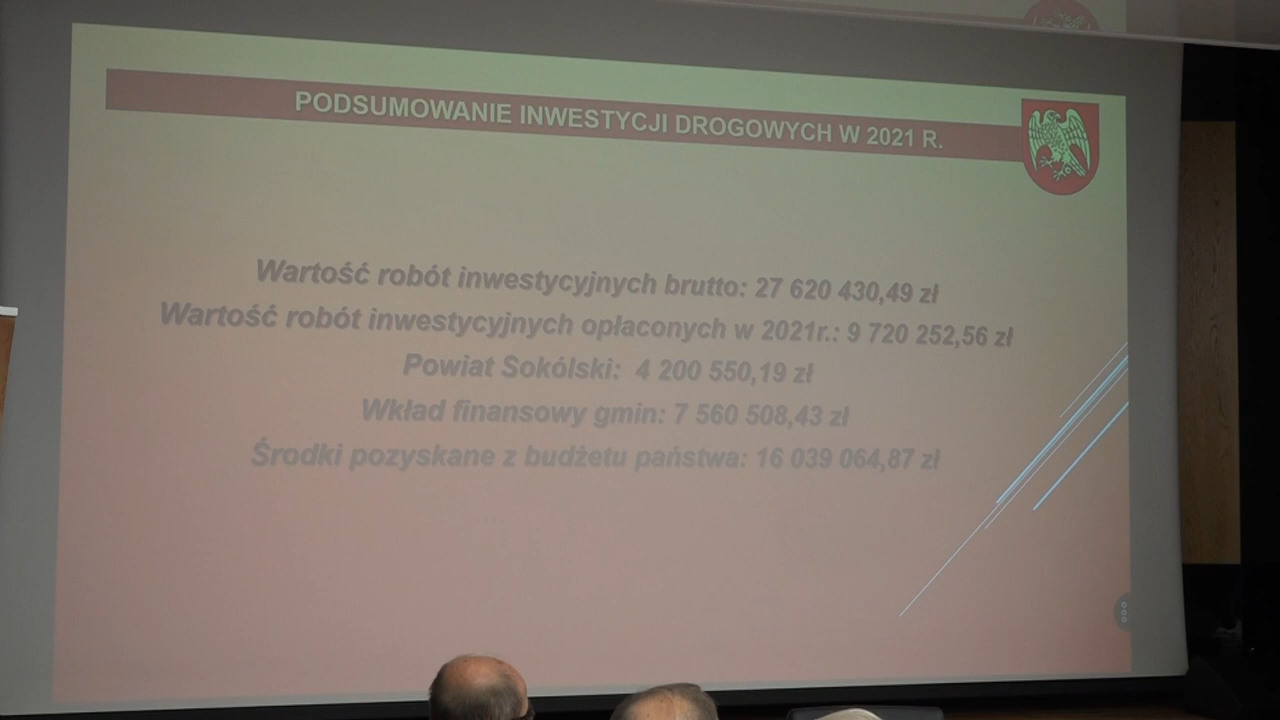 PODSUMOWANIE INWESTYCJI DROGOWYCH W 2021 R.
Wartość robót inwestycyjnych brutto: 27 620 430,49 zł
Wartość robót inwestycyjnych opłaconych w 2021r.: 9 720 252,56 zł
Powiat Sokólski: 4 200 550,19 zł
Wkład finansowy gmin: 7 560 508,43 zł
Środki pozyskane z budżetu państwa: 16 039 064,87 zł